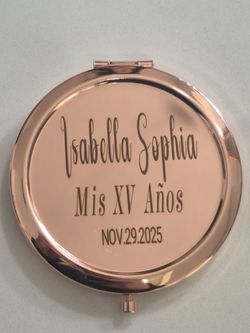 Isabella Sophia
Mis XV Años
NOV.29.2025